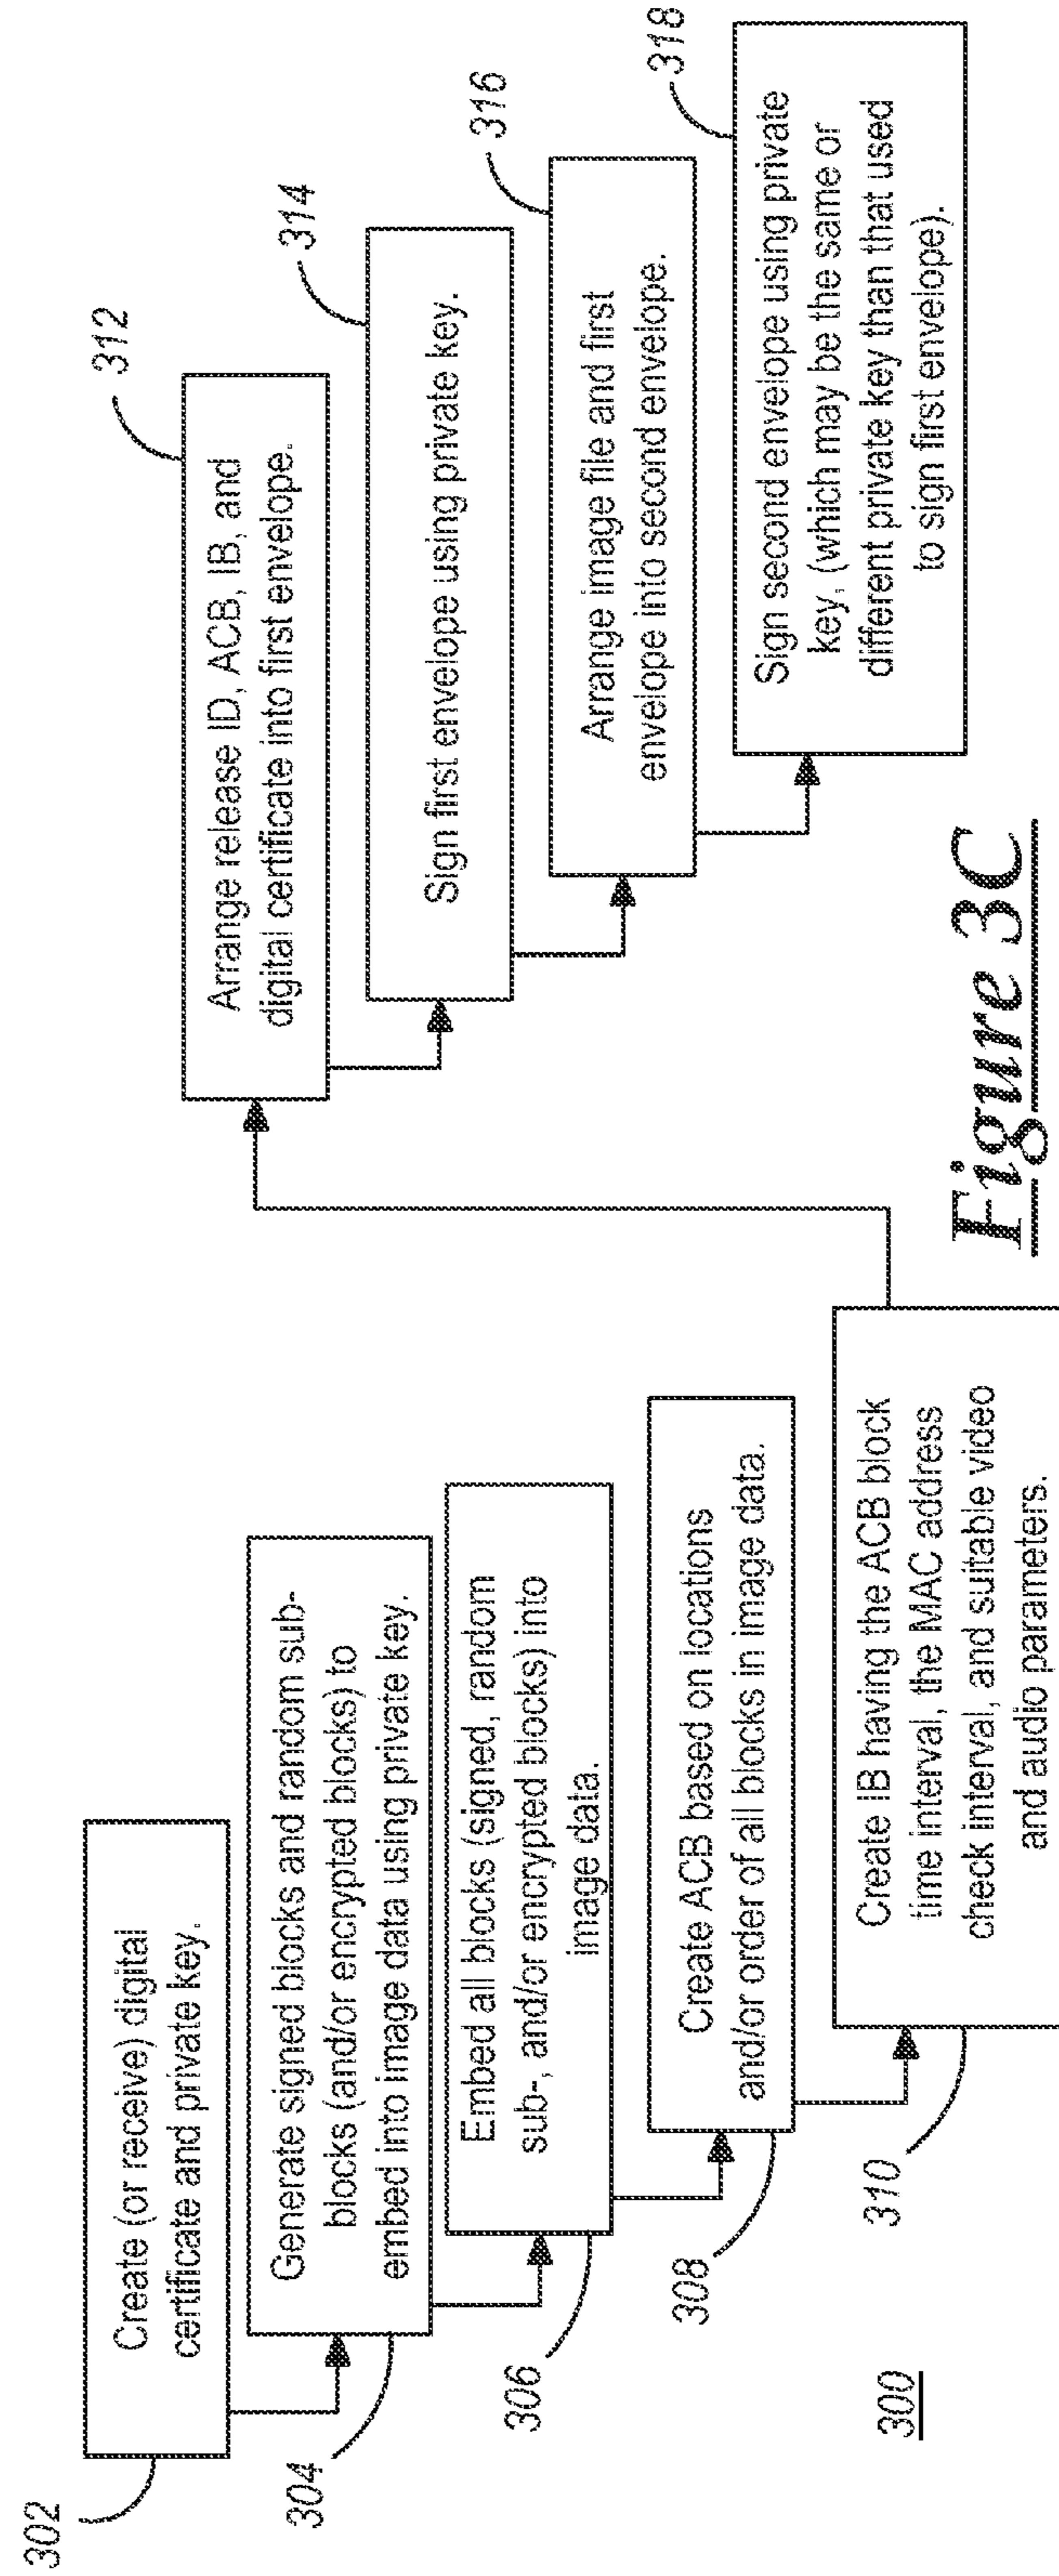 302
Create (or receive) digital
certificate and private key.
304
Generate signed blocks and random sub-
blocks (and/or encrypted blocks) to
embed into image data using private key.
306
Embed all blocks (signed, random
sub-, and/or encrypted blocks) into
image data.
308
Create ACB based on locations
and/or order of all blocks in image data.
310
Create IB having the ACB block
time interval, the MAC address
check interval, and suitable video
and audio parameters.
312
Arrange release ID, ACB, IB, and
digital certificate into first envelope.
314
Sign first envelope using private key.
316
Arrange image file and first
envelope into second envelope.
318
Sign second envelope using private
key, (which may be the same or
different private key than that used
to sign first envelope).
300
Figure 3C